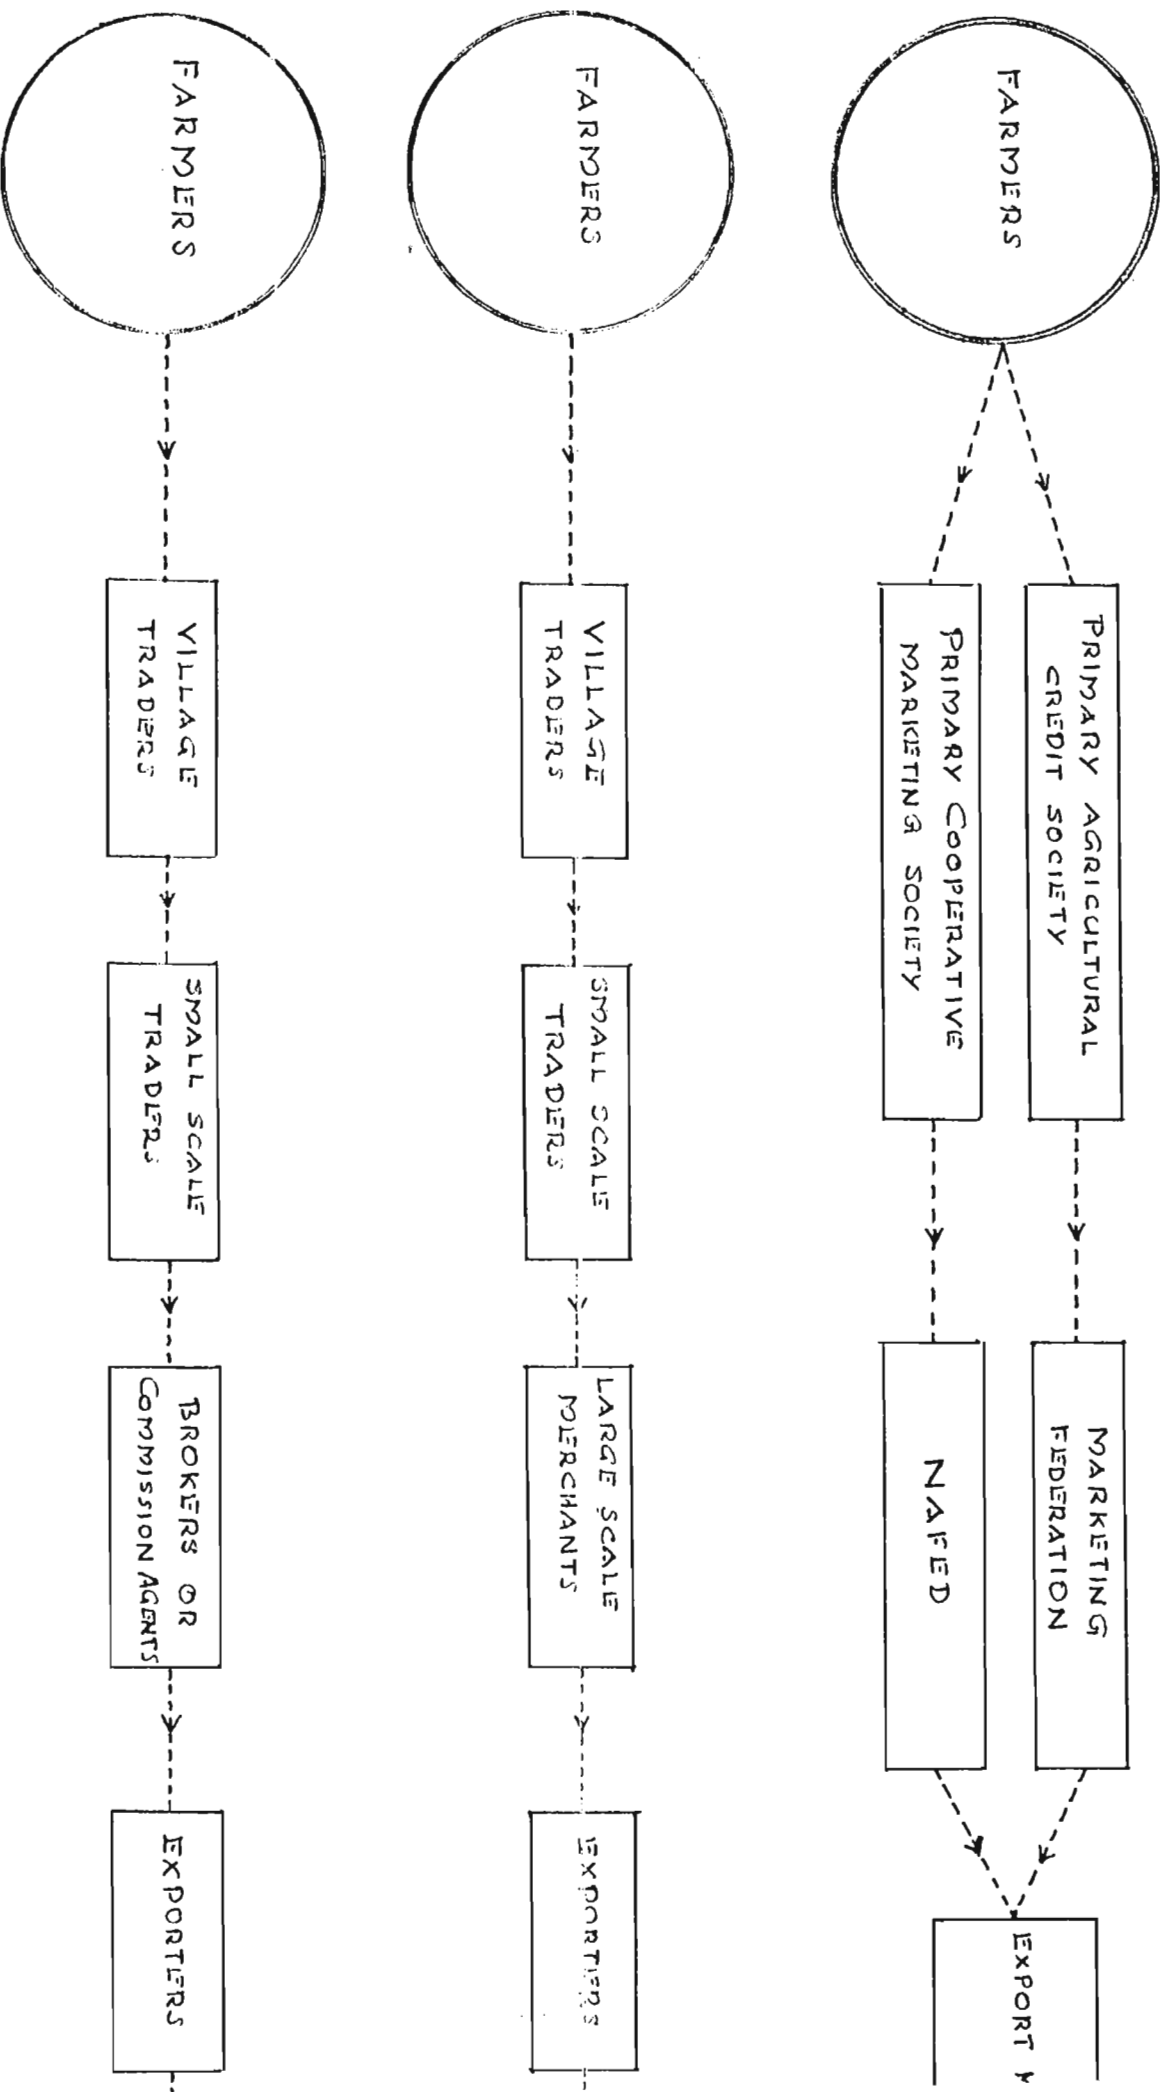 FARMERS
PRIMARY AGRICULTURAL
CREDIT SOCIETY
MARKETING
FEDERATION
PRIMARY COOPERATIVE
MARKETING SOCIETY
NAFED
EXPORT
FARMERS
VILLAGE
TRADERS
SMALL SCALE
TRADERS
LARGE SCALE
MERCHANTS
EXPORTERS
FARMERS
VILLAGE
TRADERS
SMALL SCALE
TRADERS
BROKERS OR
COMMISSION AGENTS
EXPORTERS